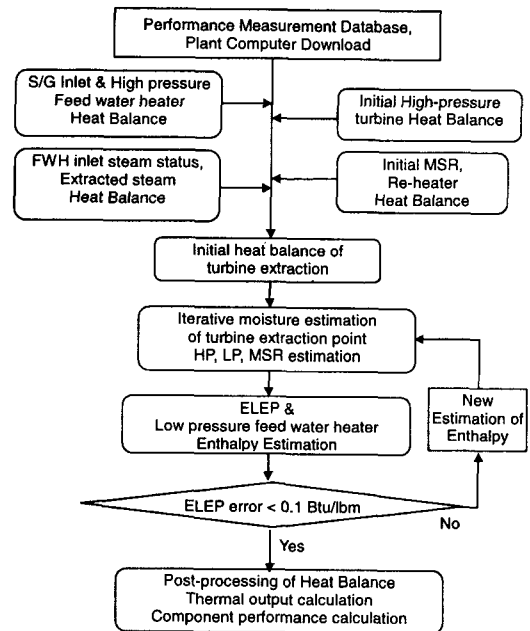 Performance Measurement Database,
Plant Computer Download
S/G Inlet & High pressure
Feed water heater
Heat Balance
Initial High-pressure
turbine Heat Balance
FWH inlet steam status,
Extracted steam
Heat Balance
Initial MSR,
Re-heater
Heat Balance
Initial heat balance of
turbine extraction
Iterative moisture estimation
of turbine extraction point
HP, LP, MSR estimation
New
Estimation of
Enthalpy
ELEP &
Low pressure feed water heater
Enthalpy Estimation
ELEP error < 0.1 Btu/lbm
No
Yes
Post-processing of Heat Balance
Thermal output calculation
Component performance calculation